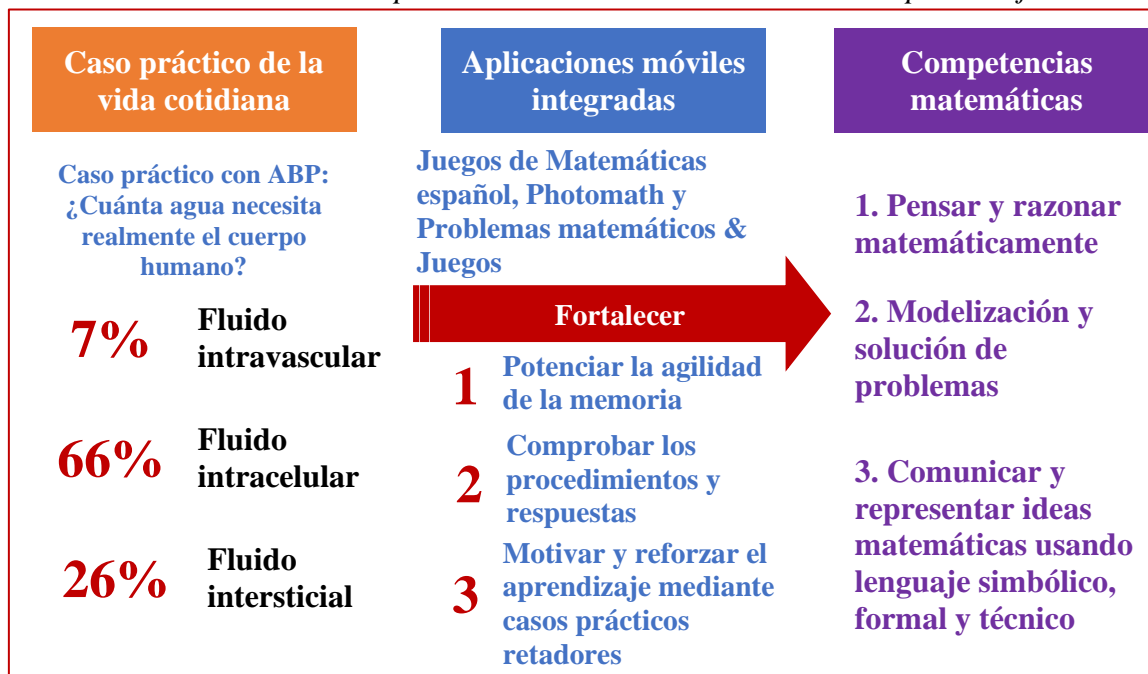 Caso práctico de la
vida cotidiana
Caso práctico con ABP:
¿Cuánta agua necesita
realmente el cuerpo
humano?
7%
Fluido
intravascular
66%
Fluido
intracelular
26%
Fluido
intersticial
Aplicaciones móviles
integradas
Juegos de Matemáticas
español, Photomath y
Problemas matemáticos &
Juegos
Fortalecer
1
Potenciar la agilidad
de la memoria
2
Comprobar los
procedimientos y
respuestas
3
Motivar y reforzar el
aprendizaje mediante
casos prácticos
retadores
Competencias
matemáticas
1. Pensar y razonar
matemáticamente
2. Modelización y
solución de
problemas
3. Comunicar y
representar ideas
matemáticas usando
lenguaje simbólico,
formal y técnico